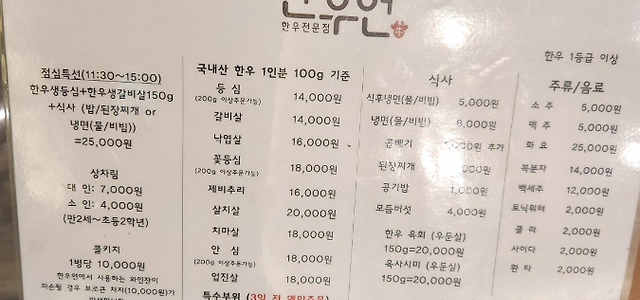 한우연
한우전문점
한우 1등급 이상
점심특선(11:30~15:00)
한우생등심+한우생갈비살150g
+식사 (밥/된장찌개 or
냉면(물/비빔))
=25,000원
상차림
대 인: 7,000원
소 인: 4,000원
(만2세~초등2학년)
콜키지
1병당 10,000원
한우연에서 사용하는 와인잔이
파손될 경우 브로큰 차지(10,000원)가
국내산 한우 1인분 100g 기준
등 심 14,000원
(200g 이상주문가능)
갈비살 14,000원
낙엽살 16,000원
꽃등심 18,000원
(200g 이상주문가능)
제비추리 16,000원
살치살 20,000원
치마살 18,000원
안 심 18,000원
(200g 이상주문가능)
업진살 18,000원
특수부위 (3일 전 예약주문)
식사
식후냉면(물/비빔) 5,000원
냉면(물/비빔) 8,000원
곱빼기 추가
된장찌개
공기밥 1,000원
모듬버섯 4,000원
한우 육회 (우둔살)
150g=20,000원
육사시미 (우둔살)
150g=20,000원
주류/음료
소 주 5,000원
맥 주 5,000원
화 요 25,000원
복분자 14,000원
백세주 12,000원
토닉워터 2,000원
콜 라 2,000원
사이다 2,000원
환 타 2,000원